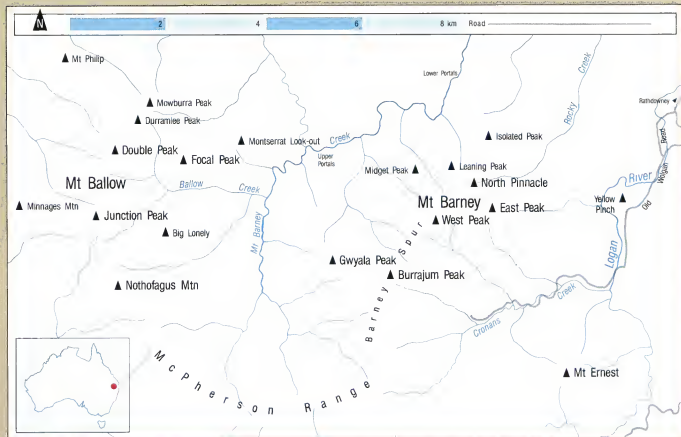 N
2
4
6
8 km Road
Mt Philip
Lower Portals
Creek
Rocky
Mowburra Peak
Durramlee Peak
Rathdowney
Montserrat Look-out
Creek
Isolated Peak
Double Peak
Focal Peak
Upper
Portals
Midget Peak
Leaning Peak
Mt Ballow
Ballow Creek
North Pinnacle
River
Old Wolgan Road
Yellow
Pinch
Minnages Mtn
Mt Barney
East Peak
Junction Peak
West Peak
Big Lonely
Mt Barney
Logan
Gwyala Peak
Burrajum Peak
Nothofagus Mtn
Barney Spur
Cronans Creek
McPherson Range
Mt Ernest